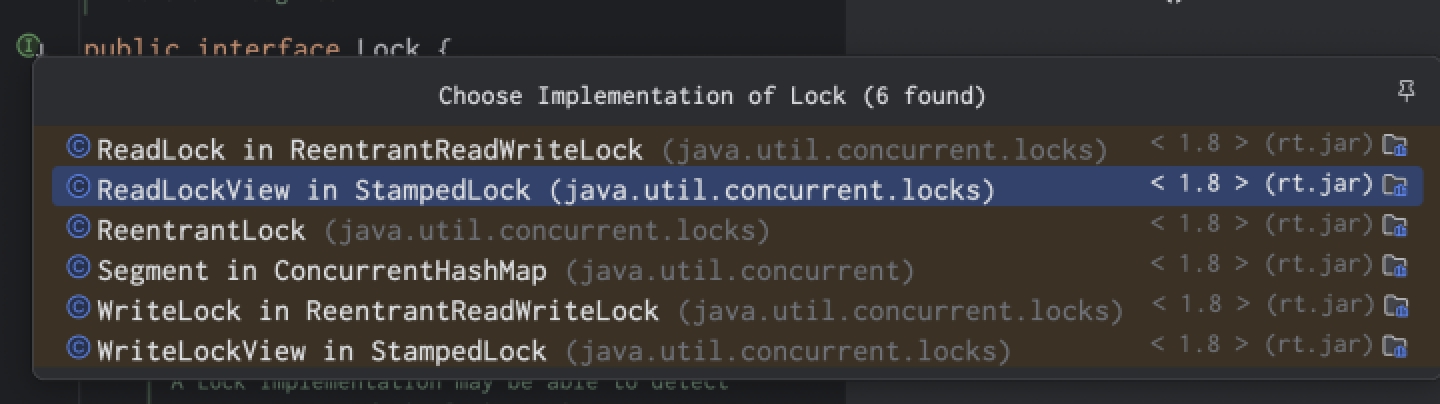 public interface Lock {
Choose Implementation of Lock (6 found)
ReadLock in ReentrantReadWriteLock (java.util.concurrent.locks) < 1.8 > (rt.jar)
ReadLockView in StampedLock (java.util.concurrent.locks) < 1.8 > (rt.jar)
ReentrantLock (java.util.concurrent.locks) < 1.8 > (rt.jar)
Segment in ConcurrentHashMap (java.util.concurrent) < 1.8 > (rt.jar)
WriteLock in ReentrantReadWriteLock (java.util.concurrent.locks) < 1.8 > (rt.jar)
WriteLockView in StampedLock (java.util.concurrent.locks) < 1.8 > (rt.jar)
A Lock implementation may be able to detect